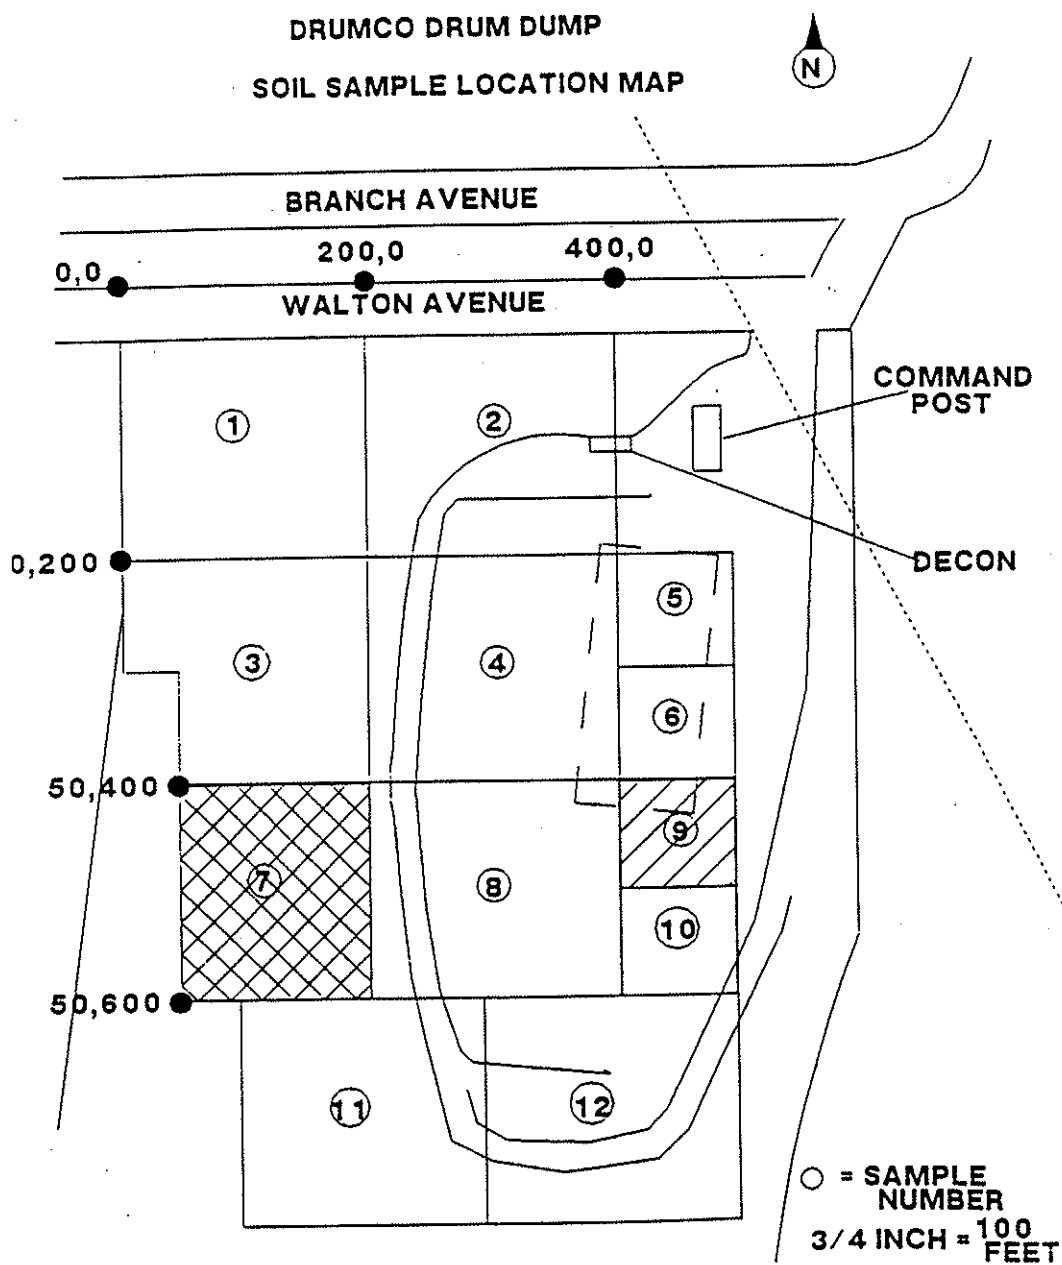 DRUMCO DRUM DUMP
N
SOIL SAMPLE LOCATION MAP
BRANCH AVENUE
0,0
200,0
400,0
WALTON AVENUE
COMMAND
POST
1
2
0,200
DECON
5
3
4
6
50,400
9
7
8
10
50,600
11
12
= SAMPLE
NUMBER
3/4 INCH = 100
FEET